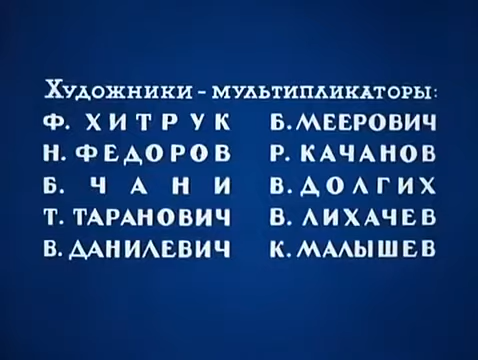 Художники - мультипликаторы:
Ф. ХИТРУК Б. МЕЕРОВИЧ
Н. ФЕДОРОВ Р. КАЧАНОВ
Б. ЧАНИ В. ДОЛГИХ
Т. ТАРАНОВИЧ В. ЛИХАЧЕВ
В. ДАНИЛЕВИЧ К. МАЛЫШЕВ